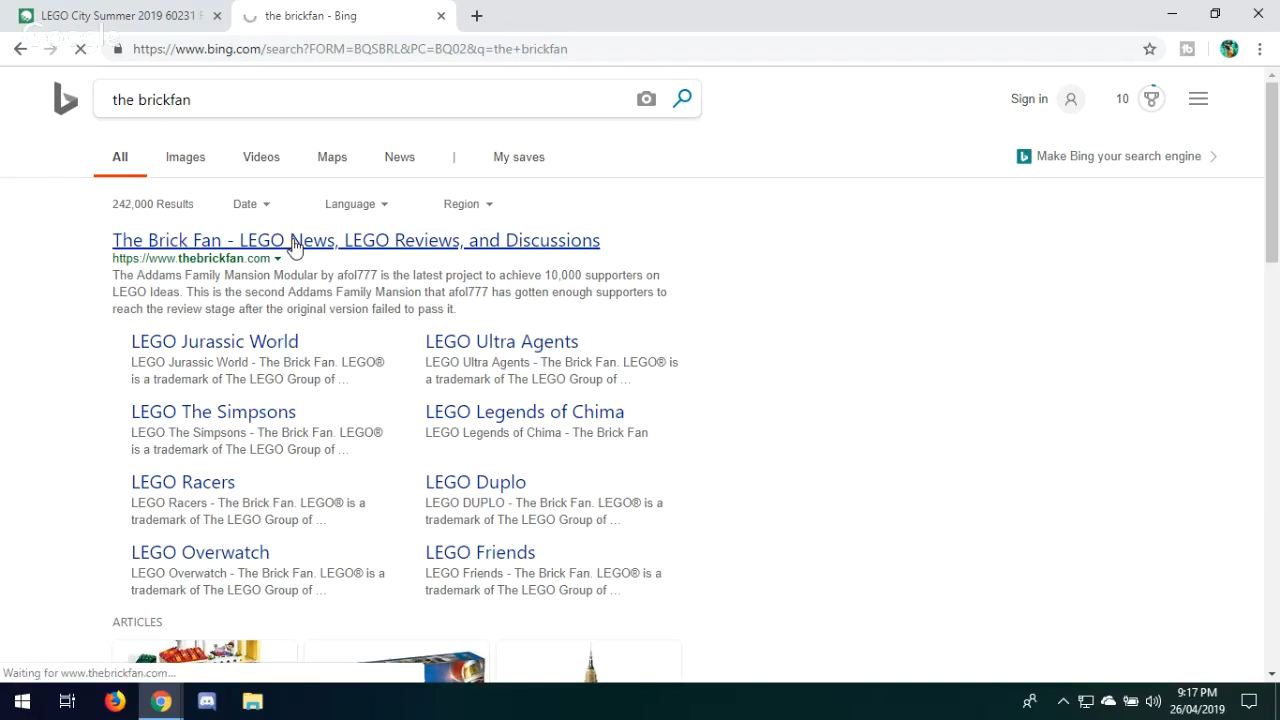 LEGO City Summer 2019 60231 F
the brickfan - Bing
https://www.bing.com/search?FORM=BQSBRL&PC=BQ02&q=the+brickfan
the brickfan
Sign in
10
All Images Videos Maps News | My saves
Make Bing your search engine
242,000 Results Date Language Region
The Brick Fan - LEGO News, LEGO Reviews, and Discussions
https://www.thebrickfan.com
The Addams Family Mansion Modular by afol777 is the latest project to achieve 10,000 supporters on
LEGO Ideas. This is the second Addams Family Mansion that afol777 has gotten enough supporters to
reach the review stage after the original version failed to pass it.
LEGO Jurassic World
LEGO Jurassic World - The Brick Fan. LEGO®
is a trademark of The LEGO Group of ...
LEGO Ultra Agents
LEGO Ultra Agents - The Brick Fan. LEGO® is
a trademark of The LEGO Group of ...
LEGO The Simpsons
LEGO The Simpsons - The Brick Fan. LEGO®
is a trademark of The LEGO Group of ...
LEGO Legends of Chima
LEGO Legends of Chima - The Brick Fan
LEGO Racers
LEGO Racers - The Brick Fan. LEGO® is a
trademark of The LEGO Group of ...
LEGO Duplo
LEGO DUPLO - The Brick Fan. LEGO® is a
trademark of The LEGO Group of ...
LEGO Overwatch
LEGO Overwatch - The Brick Fan. LEGO® is a
trademark of The LEGO Group of ...
LEGO Friends
LEGO Friends - The Brick Fan. LEGO® is a
trademark of The LEGO Group of ...
ARTICLES
Waiting for www.thebrickfan.com...
9:17 PM
26/04/2019